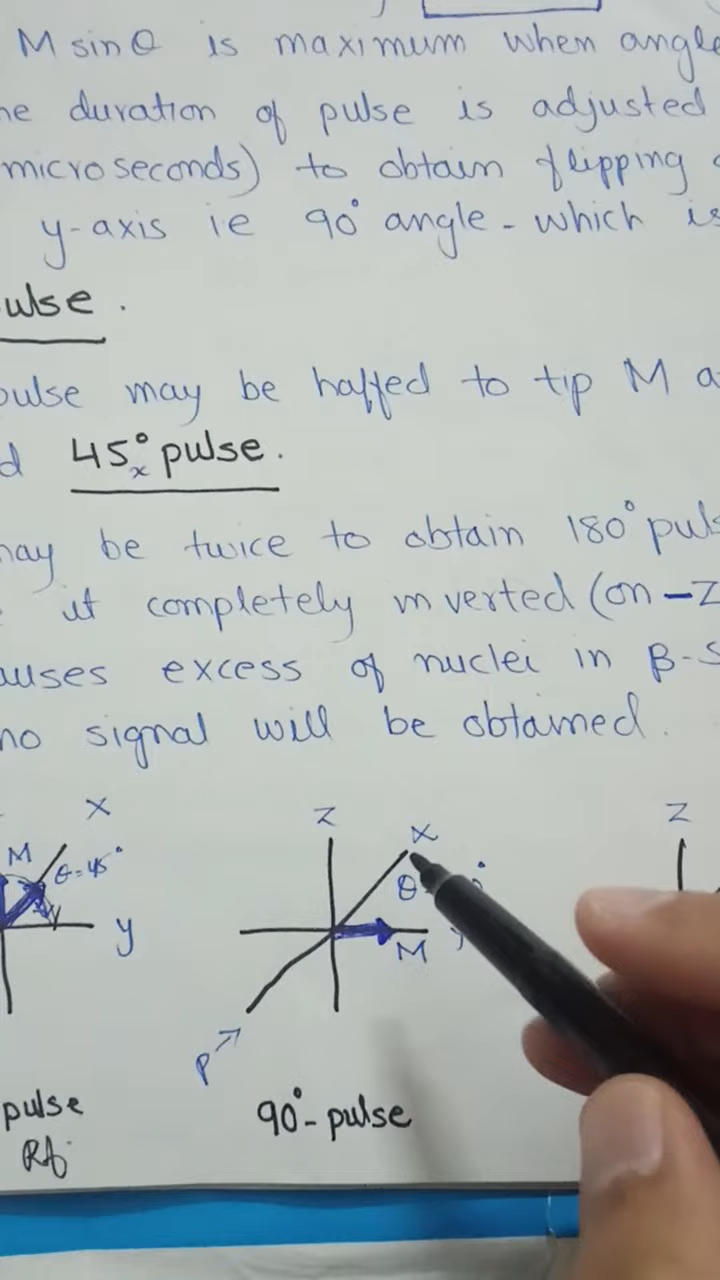 M sin θ is maximum when angle
he duration of pulse is adjusted
microseconds) to obtain flipping
y-axis ie 90° angle - which is
ulse.
pulse may be halfed to tip M a
d 45°x pulse.
may be twice to obtain 180° puls
it completely inverted (on -Z
auses excess of nuclei in β-s
no signal will be obtained.
X Z X Z
M θ=45° θ
y M y
P
pulse 90°-pulse
Rf